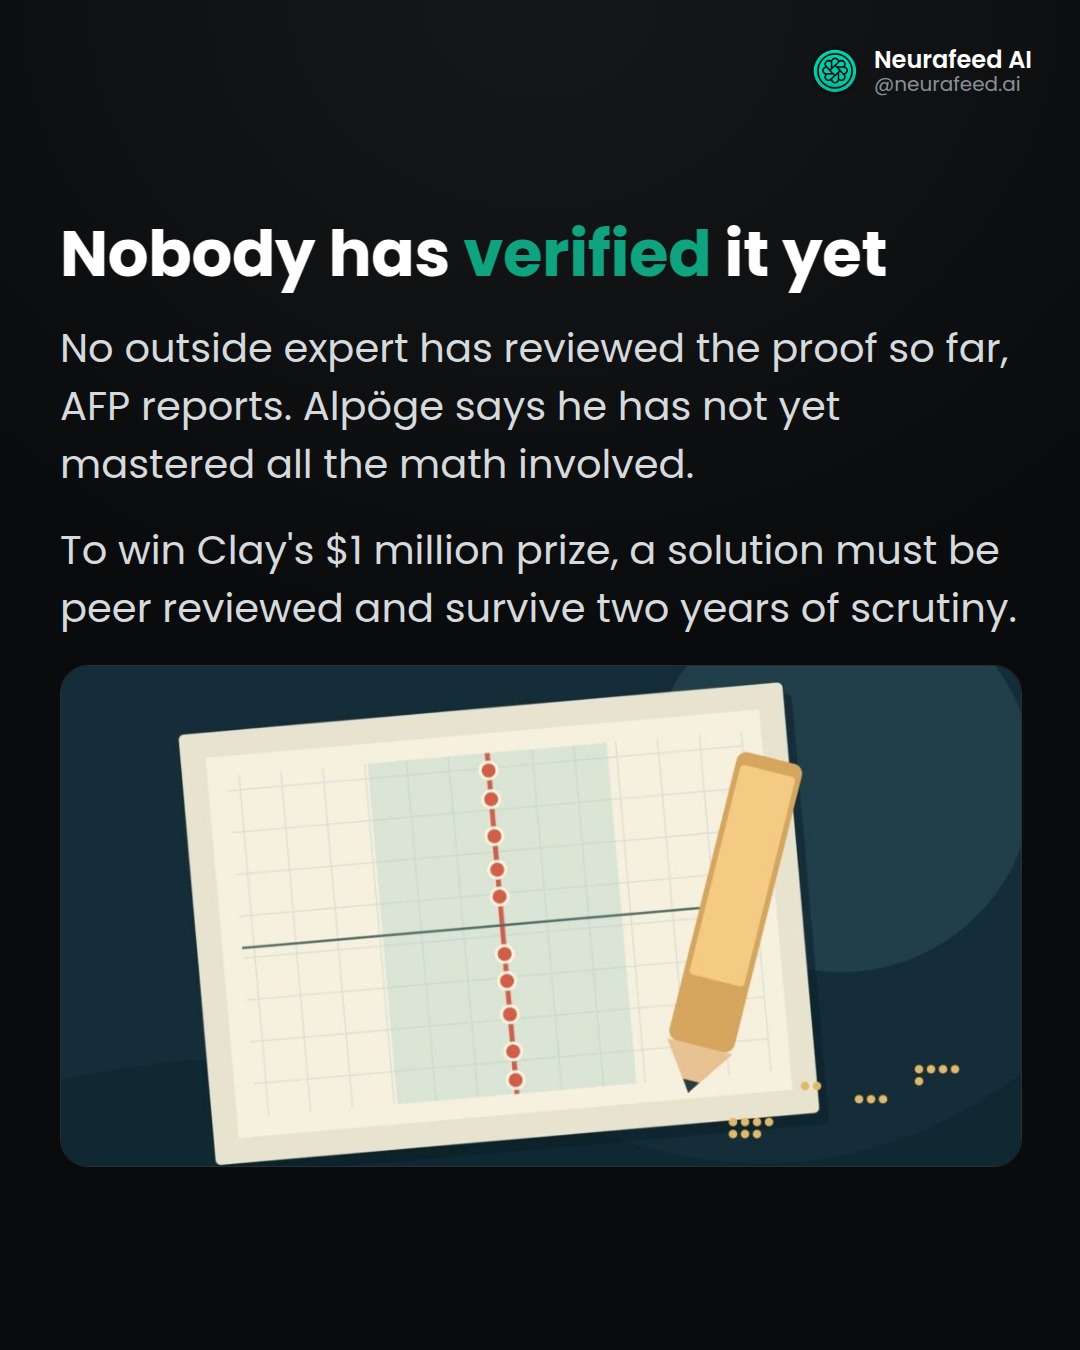 Neurafeed AI
@neurafeed.ai
Nobody has verified it yet
No outside expert has reviewed the proof so far,
AFP reports. Alpöge says he has not yet
mastered all the math involved.
To win Clay's $1 million prize, a solution must be
peer reviewed and survive two years of scrutiny.